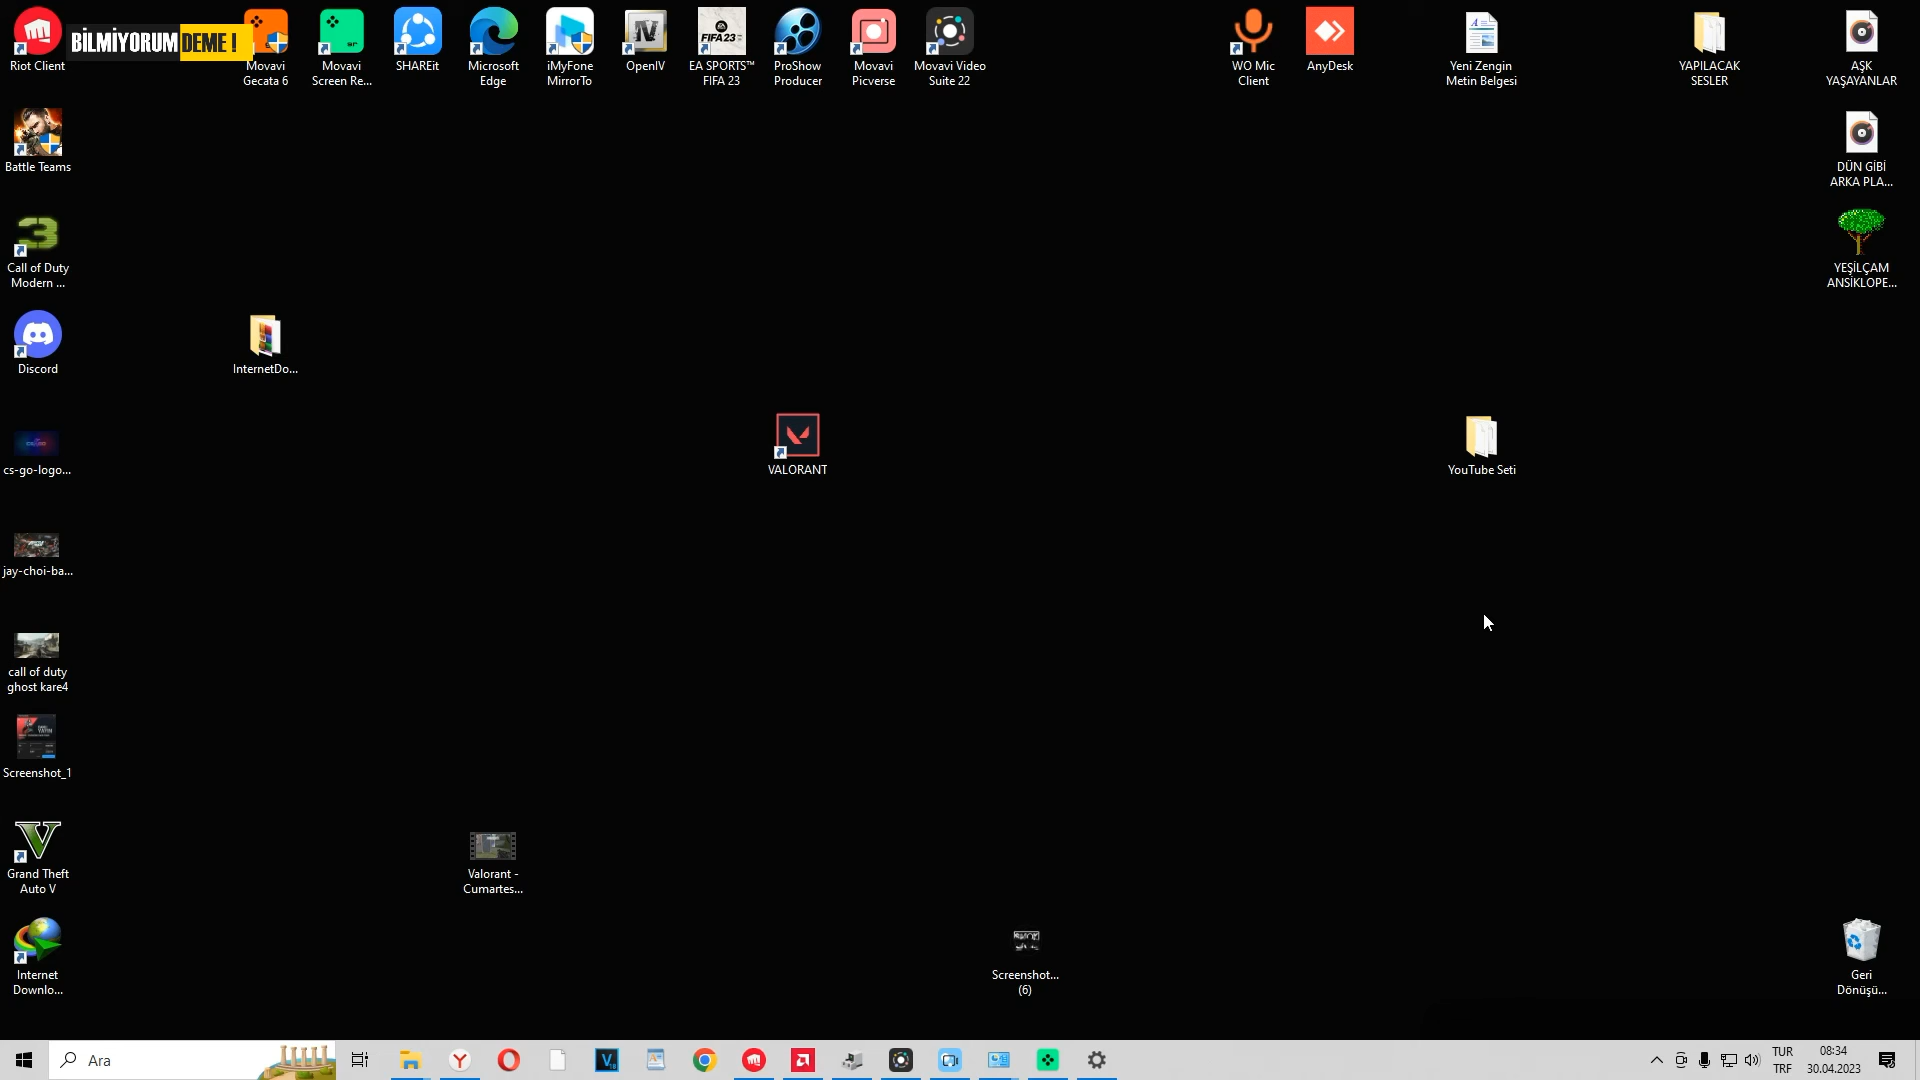 BİLMİYORUM DEME !
Riot Client
Movavi
Gecata 6
Movavi
Screen Re...
SHAREit
Microsoft
Edge
iMyFone
MirrorTo
OpenIV
EA SPORTS™
FIFA 23
ProShow
Producer
Movavi
Picverse
Movavi Video
Suite 22
WO Mic
Client
AnyDesk
Yeni Zengin
Metin Belgesi
YAPILACAK
SESLER
AŞK
YAŞAYANLAR
Battle Teams
DÜN GİBİ
ARKA PLA...
Call of Duty
Modern ...
YEŞİLÇAM
ANSİKLOPE...
Discord
InternetDo...
cs-go-logo...
VALORANT
YouTube Seti
jay-choi-ba...
call of duty
ghost kare4
Screenshot_1
Grand Theft
Auto V
Valorant -
Cumartes...
Internet
Downlo...
Screenshot...
(6)
Geri
Dönüşü...
Ara
TUR
TRF
08:34
30.04.2023